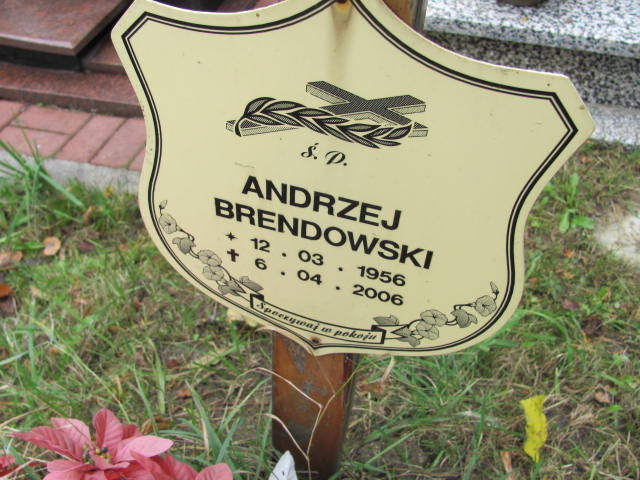 Ś. P.
ANDRZEJ
BRENDOWSKI
* 12 · 03 · 1956
✝ 6 · 04 · 2006
Spoczywaj w pokoju